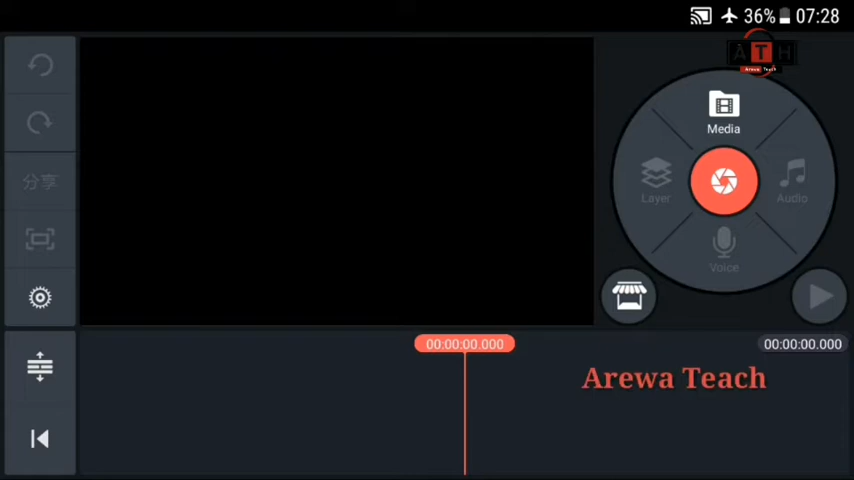 36% 07:28
A T H
Arewa Teach
Media
分享
Layer
Audio
Voice
00:00:00.000
00:00:00.000
Arewa Teach